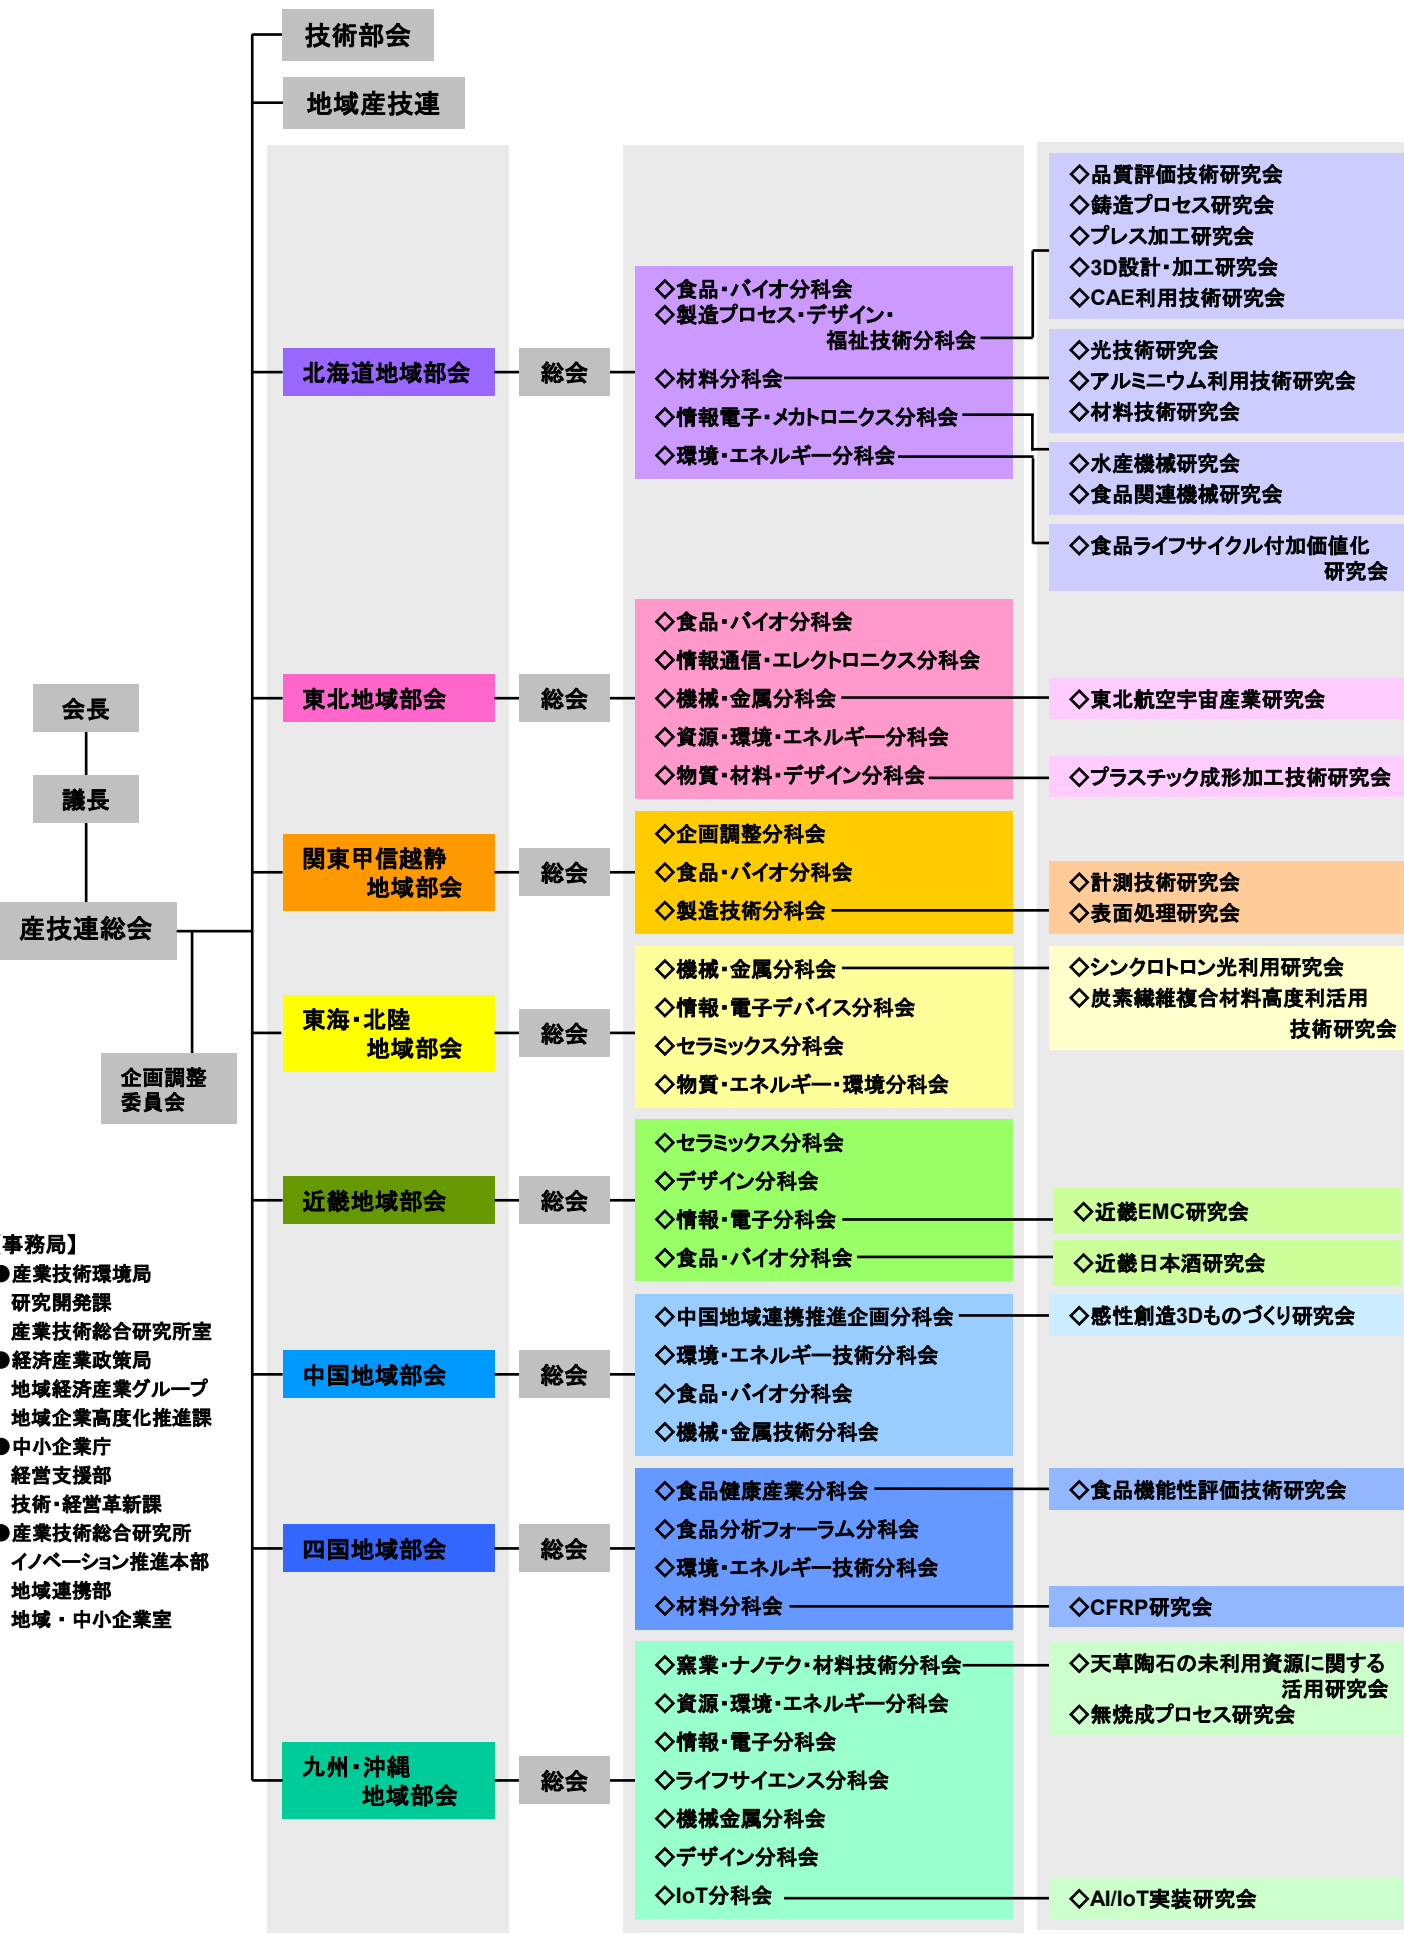 技術部会
地域産技連
会長
議長
産技連総会
企画調整
委員会
【事務局】
●産業技術環境局
研究開発課
産業技術総合研究所室
●経済産業政策局
地域経済産業グループ
地域企業高度化推進課
●中小企業庁
経営支援部
技術・経営革新課
●産業技術総合研究所
イノベーション推進本部
地域連携部
地域・中小企業室
北海道地域部会
総会
◇食品・バイオ分科会
◇製造プロセス・デザイン・
福祉技術分科会
◇材料分科会
◇情報電子・メカトロニクス分科会
◇環境・エネルギー分科会
◇品質評価技術研究会
◇鋳造プロセス研究会
◇プレス加工研究会
◇3D設計・加工研究会
◇CAE利用技術研究会
◇光技術研究会
◇アルミニウム利用技術研究会
◇材料技術研究会
◇水産機械研究会
◇食品関連機械研究会
◇食品ライフサイクル付加価値化
研究会
東北地域部会
総会
◇食品・バイオ分科会
◇情報通信・エレクトロニクス分科会
◇機械・金属分科会
◇資源・環境・エネルギー分科会
◇物質・材料・デザイン分科会
◇東北航空宇宙産業研究会
◇プラスチック成形加工技術研究会
関東甲信越静
地域部会
総会
◇企画調整分科会
◇食品・バイオ分科会
◇製造技術分科会
◇計測技術研究会
◇表面処理研究会
東海・北陸
地域部会
総会
◇機械・金属分科会
◇情報・電子デバイス分科会
◇セラミックス分科会
◇物質・エネルギー・環境分科会
◇シンクロトロン光利用研究会
◇炭素繊維複合材料高度利活用
技術研究会
近畿地域部会
総会
◇セラミックス分科会
◇デザイン分科会
◇情報・電子分科会
◇食品・バイオ分科会
◇近畿EMC研究会
◇近畿日本酒研究会
中国地域部会
総会
◇中国地域連携推進企画分科会
◇環境・エネルギー技術分科会
◇食品・バイオ分科会
◇機械・金属技術分科会
◇感性創造3Dものづくり研究会
四国地域部会
総会
◇食品健康産業分科会
◇食品分析フォーラム分科会
◇環境・エネルギー技術分科会
◇材料分科会
◇食品機能性評価技術研究会
◇CFRP研究会
九州・沖縄
地域部会
総会
◇窯業・ナノテク・材料技術分科会
◇資源・環境・エネルギー分科会
◇情報・電子分科会
◇ライフサイエンス分科会
◇機械金属分科会
◇デザイン分科会
◇IoT分科会
◇天草陶石の未利用資源に関する
活用研究会
◇無焼成プロセス研究会
◇AI/IoT実装研究会